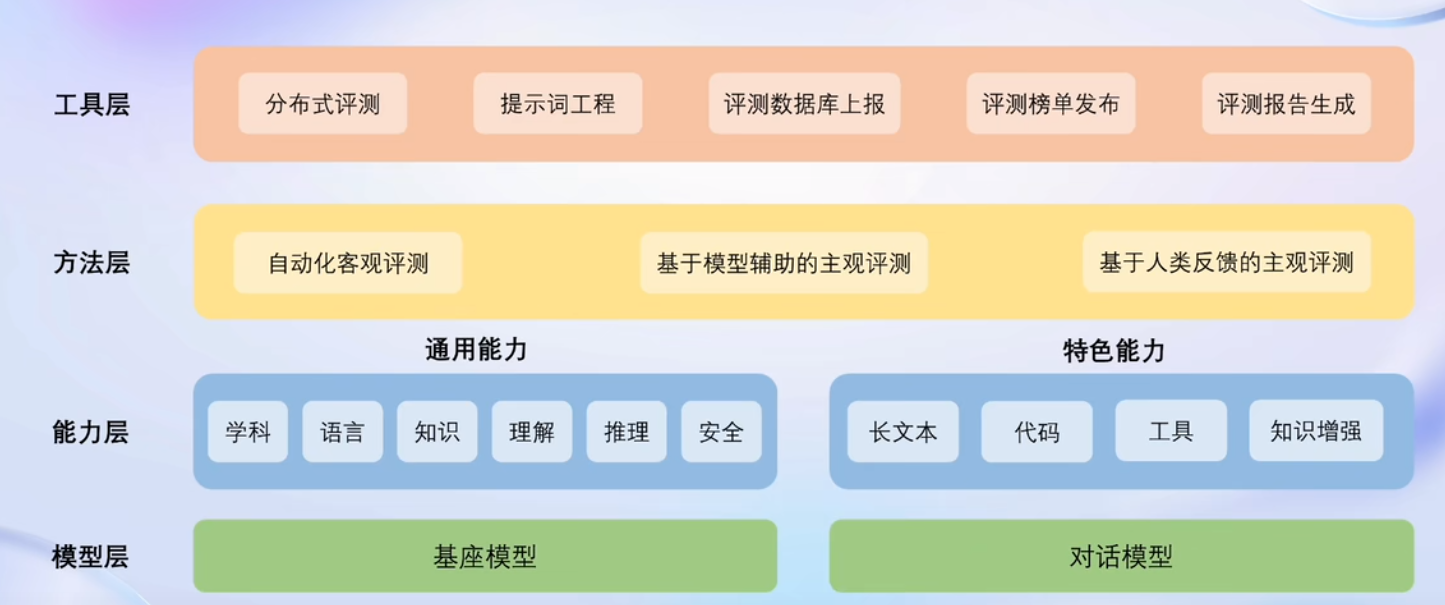 工具层
分布式评测
提示词工程
评测数据库上报
评测榜单发布
评测报告生成
方法层
自动化客观评测
基于模型辅助的主观评测
基于人类反馈的主观评测
通用能力
特色能力
能力层
学科
语言
知识
理解
推理
安全
长文本
代码
工具
知识增强
模型层
基座模型
对话模型